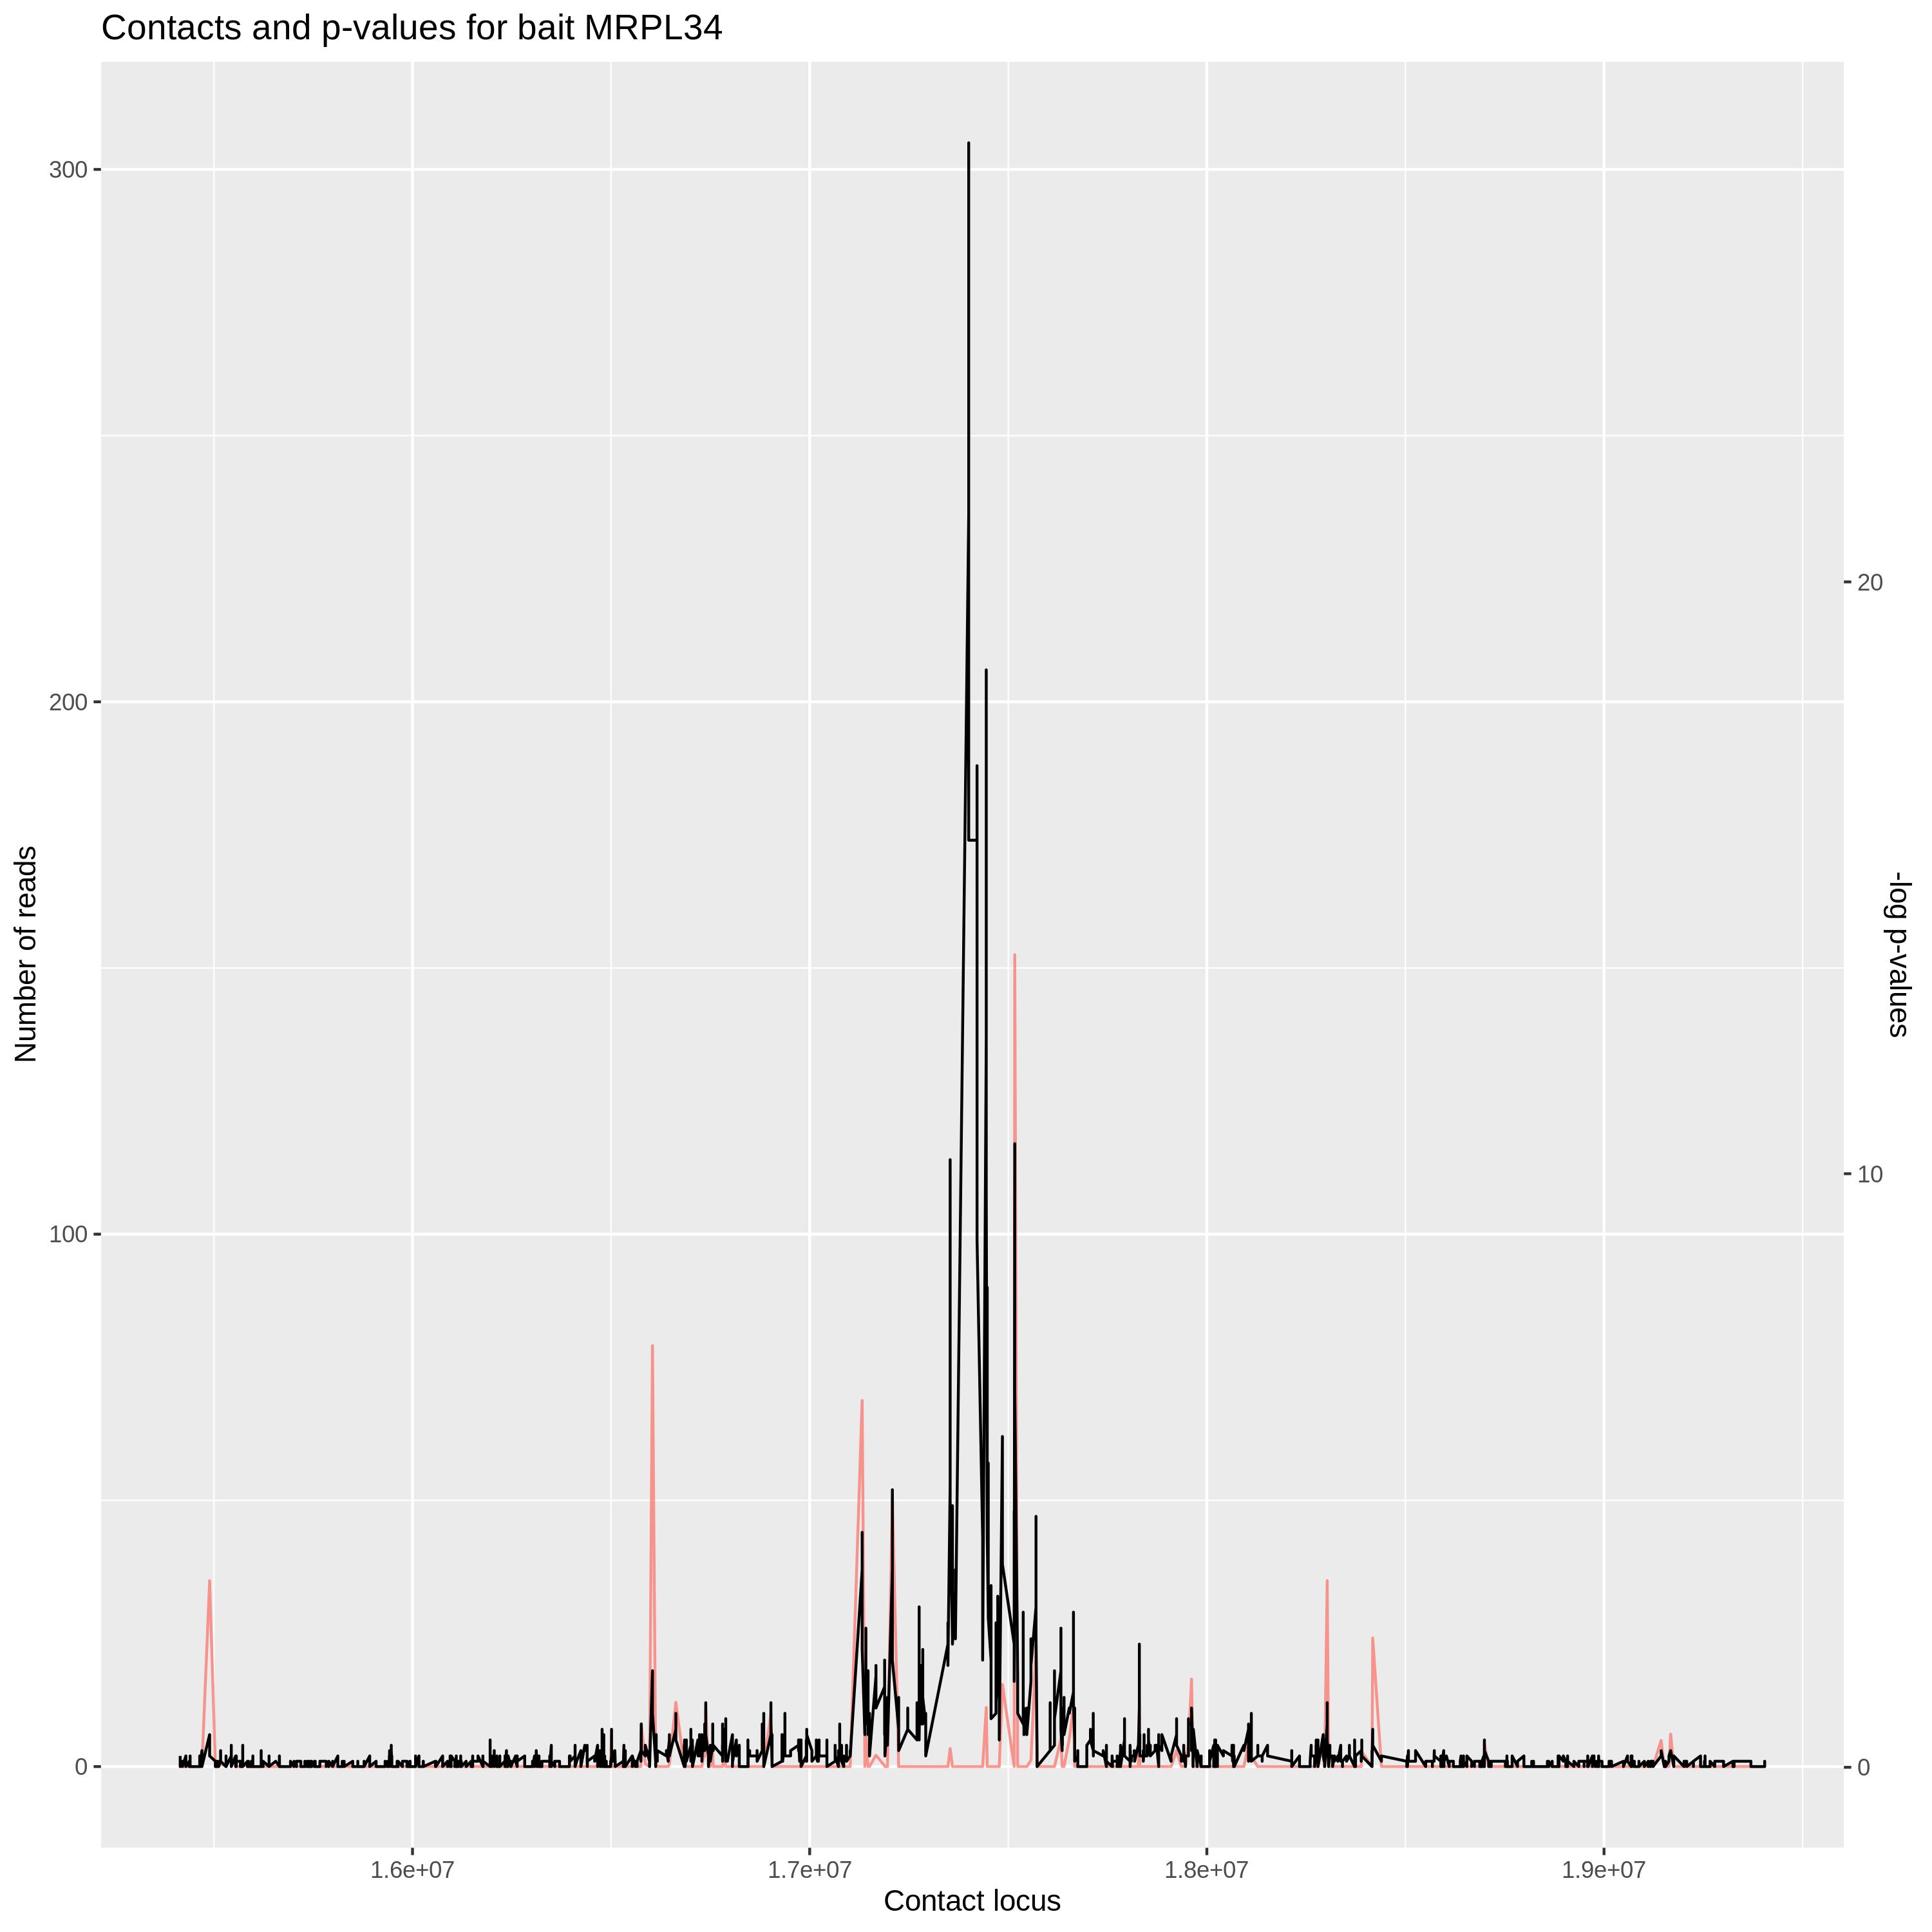 Contacts and p-values for bait MRPL34
300
200
100
0
Number of reads
20
10
0
-log p-values
1.6e+07
1.7e+07
1.8e+07
1.9e+07
Contact locus